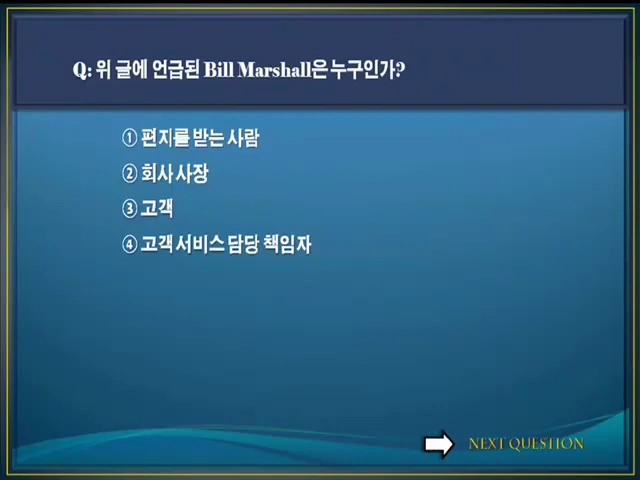 Q: 위 글에 언급된 Bill Marshall은 누구인가?
① 편지를 받는 사람
② 회사 사장
③ 고객
④ 고객 서비스 담당 책임자
NEXT QUESTION